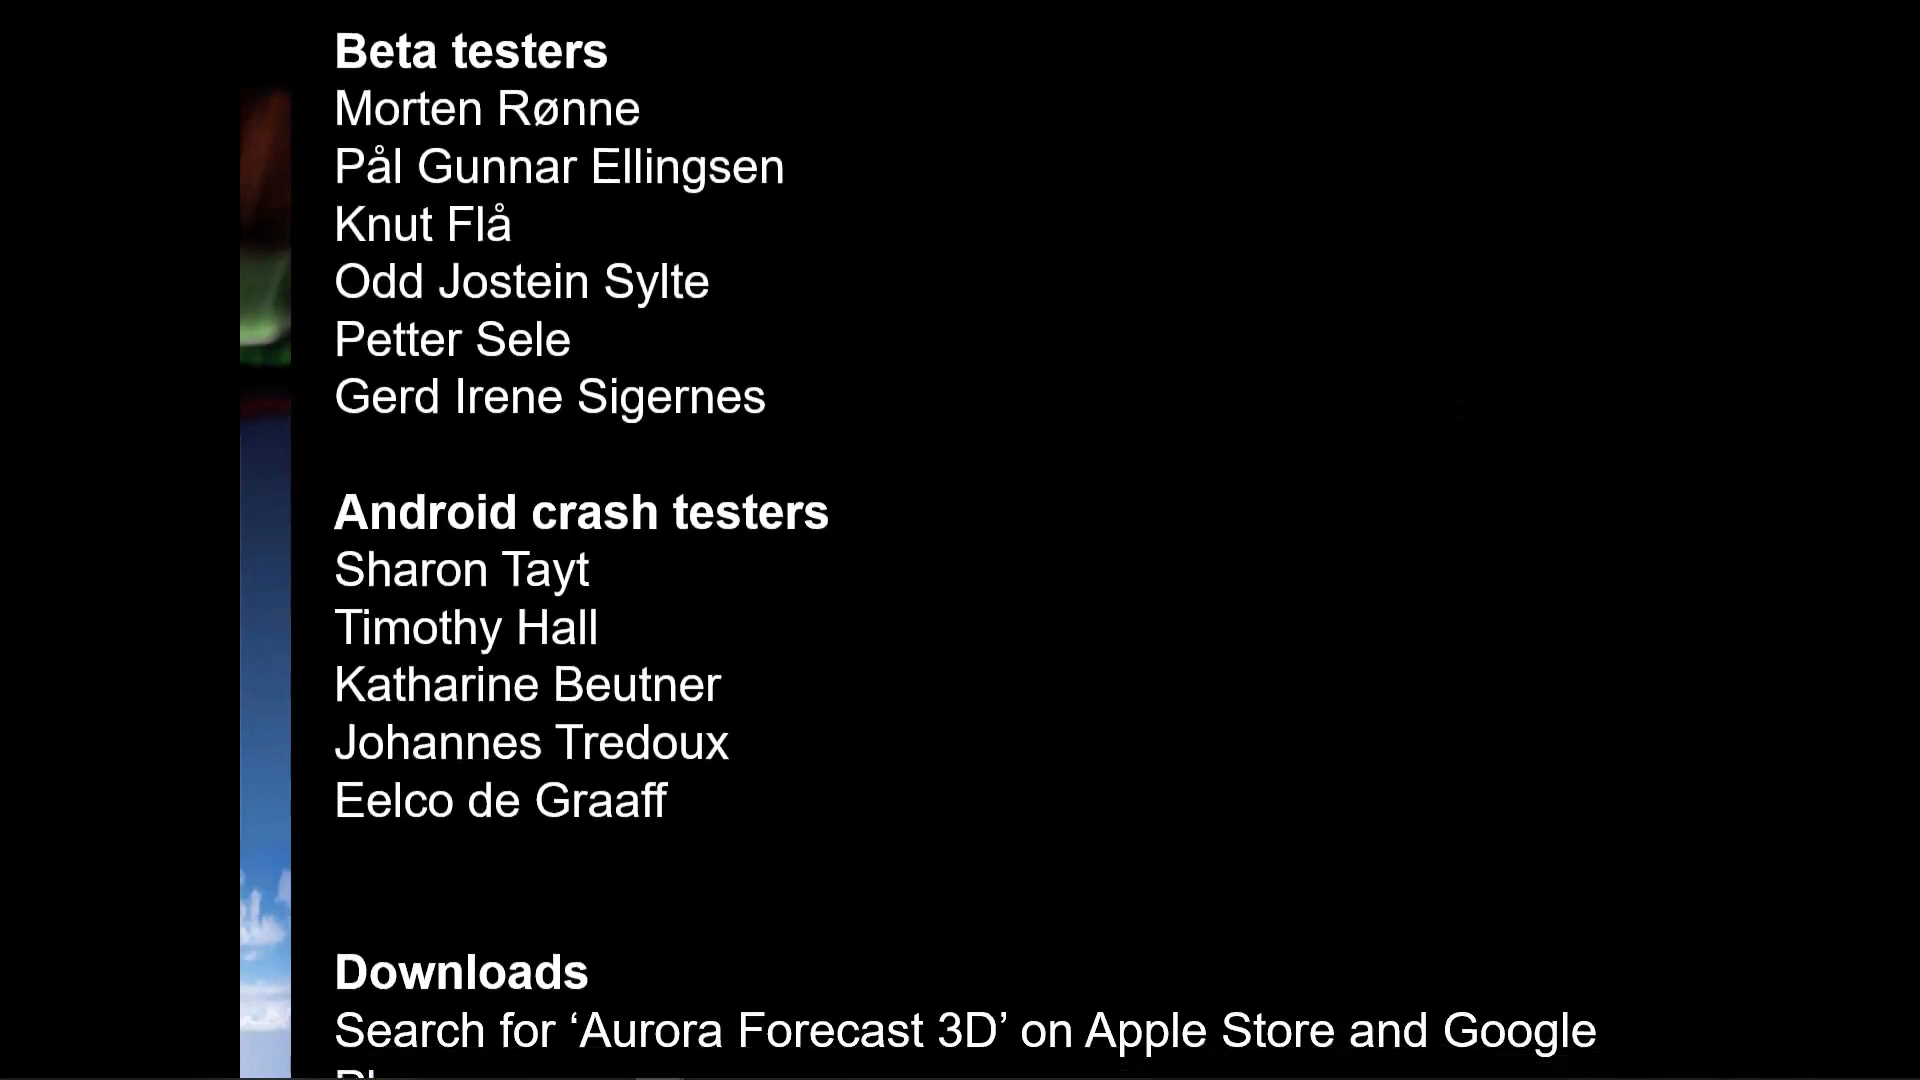 Beta testers
Morten Rønne
Pål Gunnar Ellingsen
Knut Flå
Odd Jostein Sylte
Petter Sele
Gerd Irene Sigernes
Android crash testers
Sharon Tayt
Timothy Hall
Katharine Beutner
Johannes Tredoux
Eelco de Graaff
Downloads
Search for ‘Aurora Forecast 3D’ on Apple Store and Google